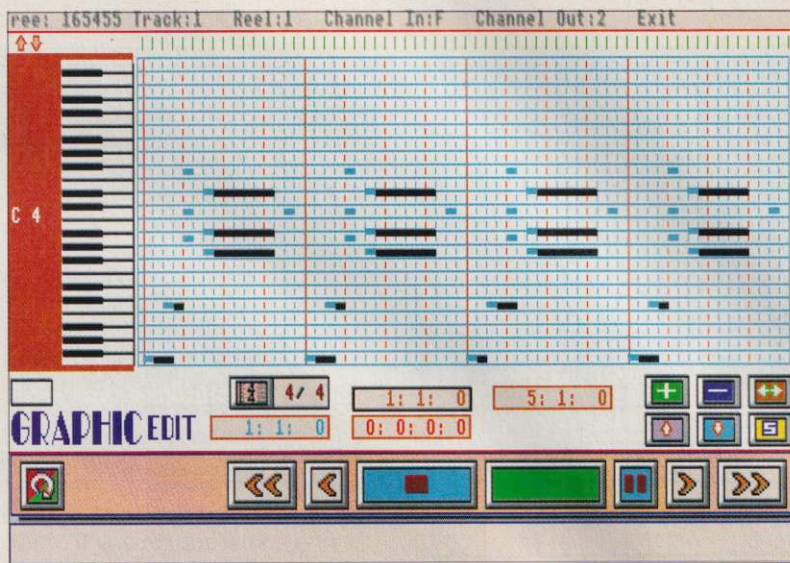 ree: 165455 Track:1 Reel:1 Channel In:F Channel Out:2 Exit
C 4
4/ 4
1: 1: 0
5: 1: 0
GRAPHIC EDIT
1: 1: 0
0: 0: 0: 0
S